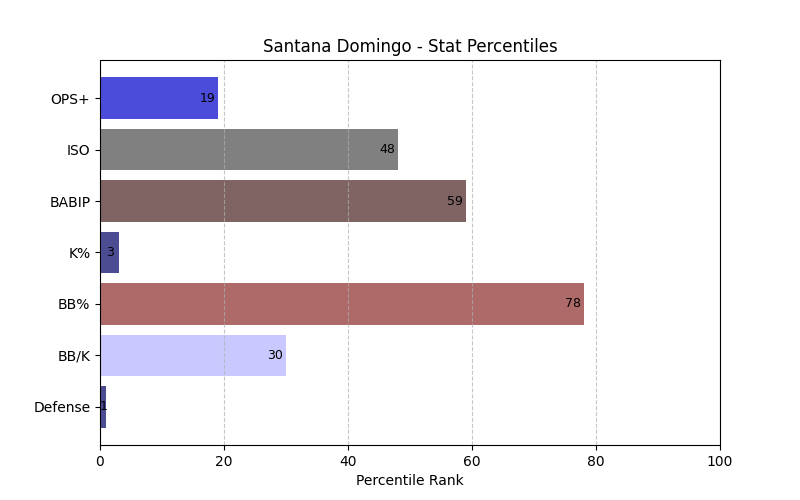 Santana Domingo - Stat Percentiles
OPS+ 19
ISO 48
BABIP 59
K% 3
BB% 78
BB/K 30
Defense 1
0 20 40 60 80 100
Percentile Rank